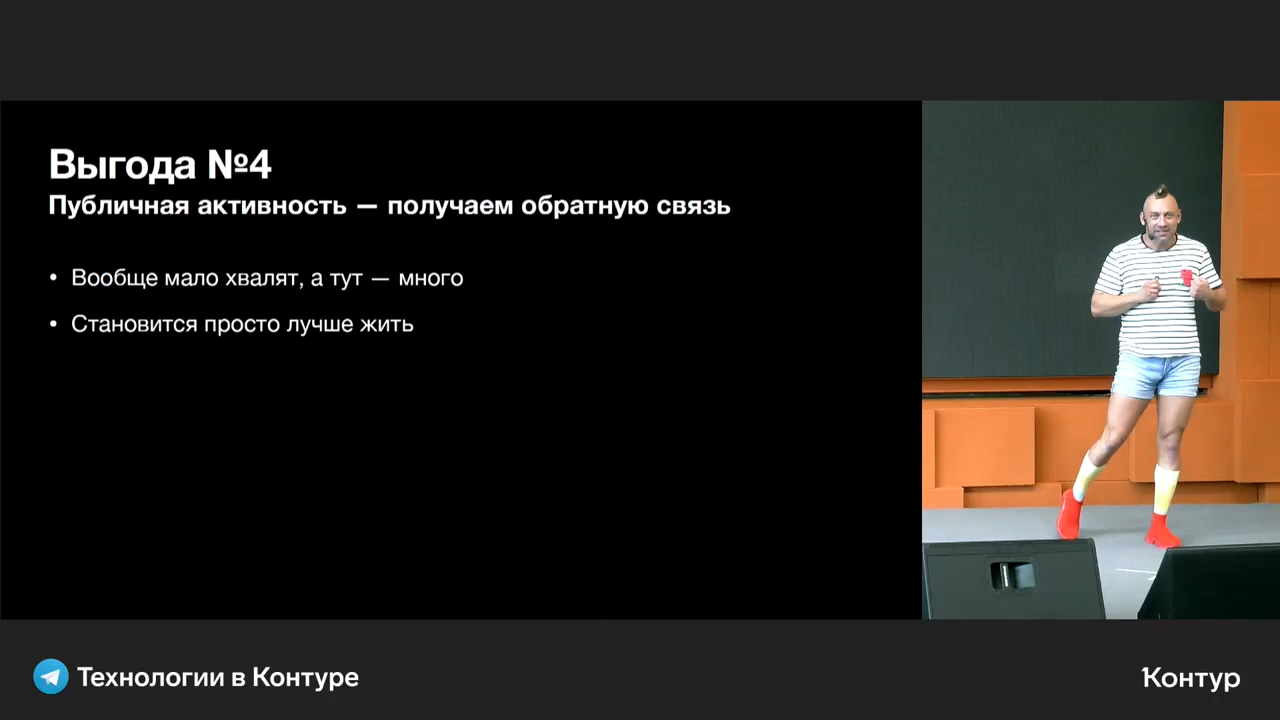 Выгода №4
Публичная активность — получаем обратную связь
• Вообще мало хвалят, а тут — много
• Становится просто лучше жить
Технологии в Контуре
Контур